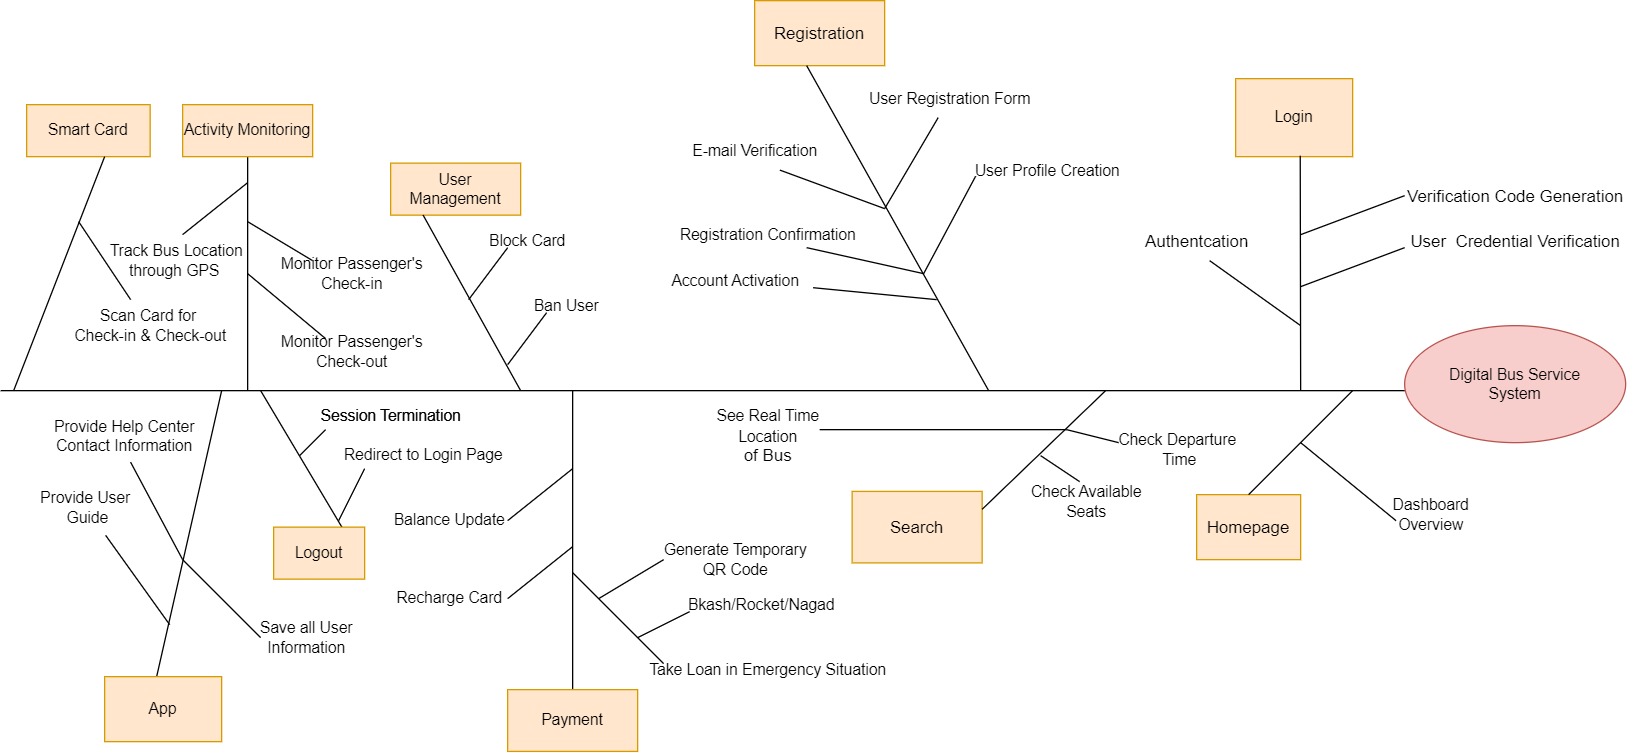 Registration
User Registration Form
E-mail Verification
User Profile Creation
Registration Confirmation
Account Activation
Login
Verification Code Generation
Authentcation
User  Credential Verification
Smart Card
Scan Card for
Check-in & Check-out
Activity Monitoring
Track Bus Location
through GPS
Monitor Passenger's
Check-in
Monitor Passenger's
Check-out
User
Management
Block Card
Ban User
Digital Bus Service
System
Provide Help Center
Contact Information
Provide User
Guide
Save all User
Information
App
Session Termination
Redirect to Login Page
Logout
Balance Update
Recharge Card
Generate Temporary
QR Code
Bkash/Rocket/Nagad
Take Loan in Emergency Situation
Payment
See Real Time
Location
of Bus
Check Departure
Time
Check Available
Seats
Search
Homepage
Dashboard
Overview